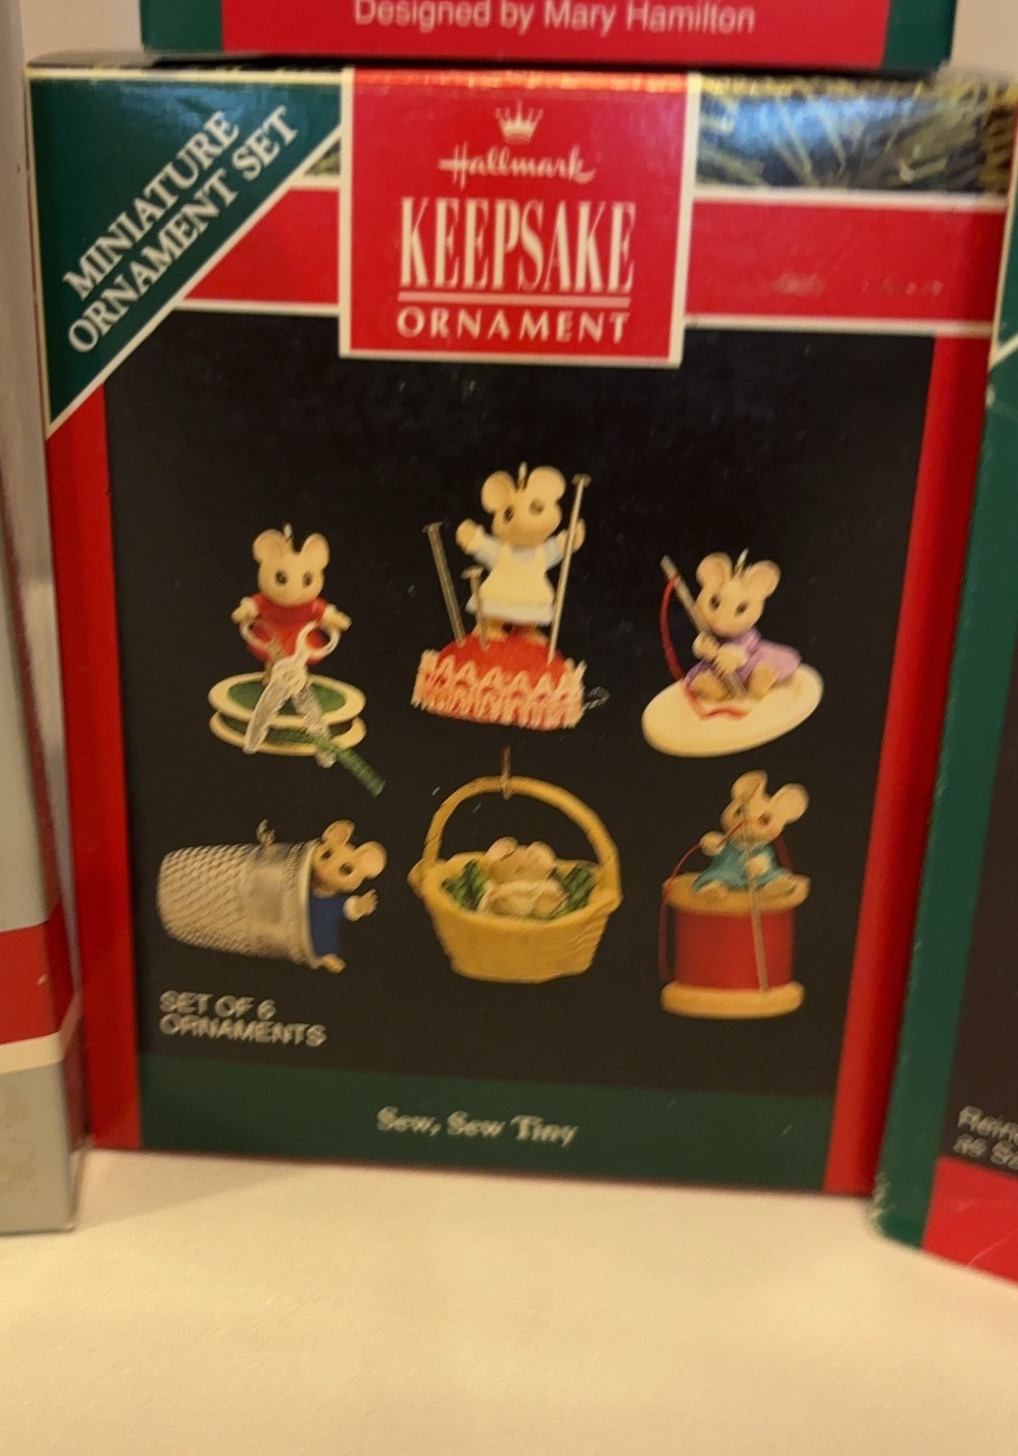 Designed by Mary Hamilton
MINIATURE
ORNAMENT SET
Hallmark
KEEPSAKE
ORNAMENT
SET OF 6
ORNAMENTS
Sew, Sew Tiny